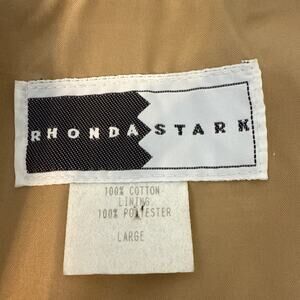 RHONDA STARK
100% COTTON
LINING
100% POLYESTER
LARGE